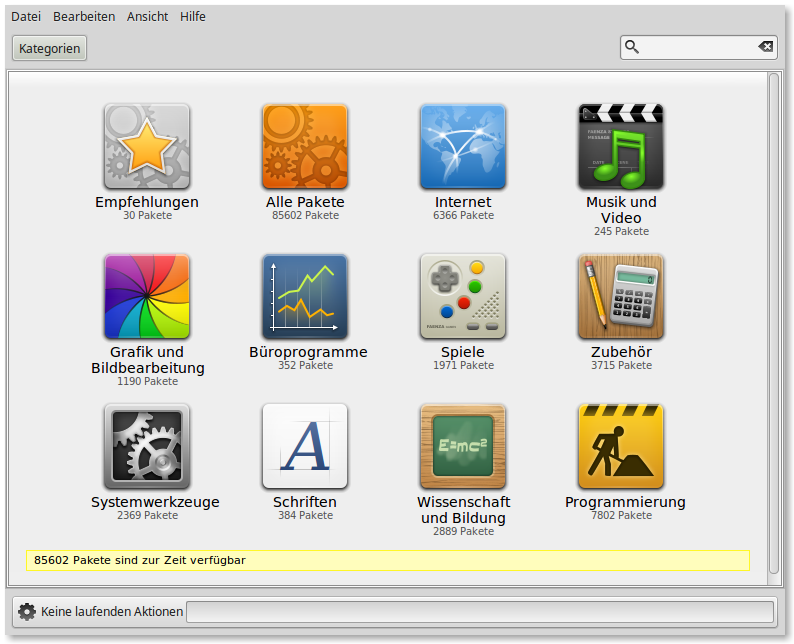 Datei Bearbeiten Ansicht Hilfe
Kategorien
Empfehlungen
30 Pakete
Alle Pakete
85602 Pakete
Internet
6366 Pakete
Musik und
Video
245 Pakete
Grafik und
Bildbearbeitung
1190 Pakete
Büroprogramme
352 Pakete
Spiele
1971 Pakete
Zubehör
3715 Pakete
Systemwerkzeuge
2369 Pakete
A
Schriften
384 Pakete
E=mc²
Wissenschaft
und Bildung
2889 Pakete
Programmierung
7802 Pakete
85602 Pakete sind zur Zeit verfügbar
Keine laufenden Aktionen